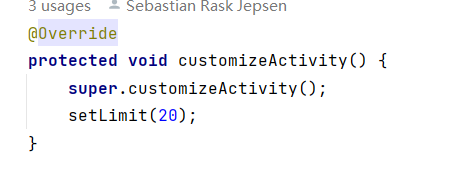 3 usages Sebastian Rask Jepsen
@Override
protected void customizeActivity() {
    super.customizeActivity();
    setLimit(20);
}